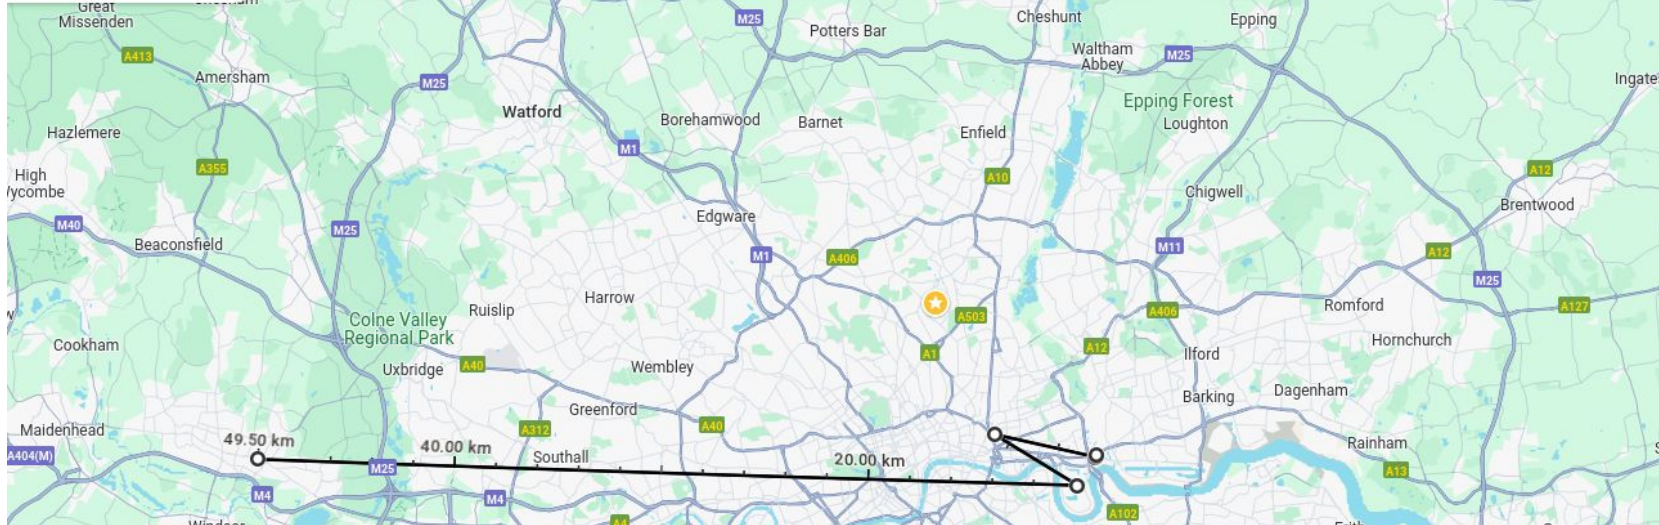 Great
Missenden
M25
Potters Bar
Cheshunt
Epping
A413
Waltham
Abbey
M25
Amersham
M25
Ingate
Watford
Epping Forest
Loughton
Hazlemere
Borehamwood
Barnet
Enfield
M1
A355
A10
A12
High
Wycombe
Chigwell
Brentwood
M40
Edgware
M25
Beaconsfield
M1
A406
M11
A12
M25
Ruislip
Harrow
A503
A406
Romford
A127
Colne Valley
Regional Park
Cookham
A1
A12
Ilford
Hornchurch
Uxbridge
A40
Wembley
Barking
Dagenham
Greenford
Maidenhead
49.50 km
40.00 km
A312
A40
Rainham
A404(M)
M25
Southall
20.00 km
A13
M4
M4
A102
A4
Windsor
Erith